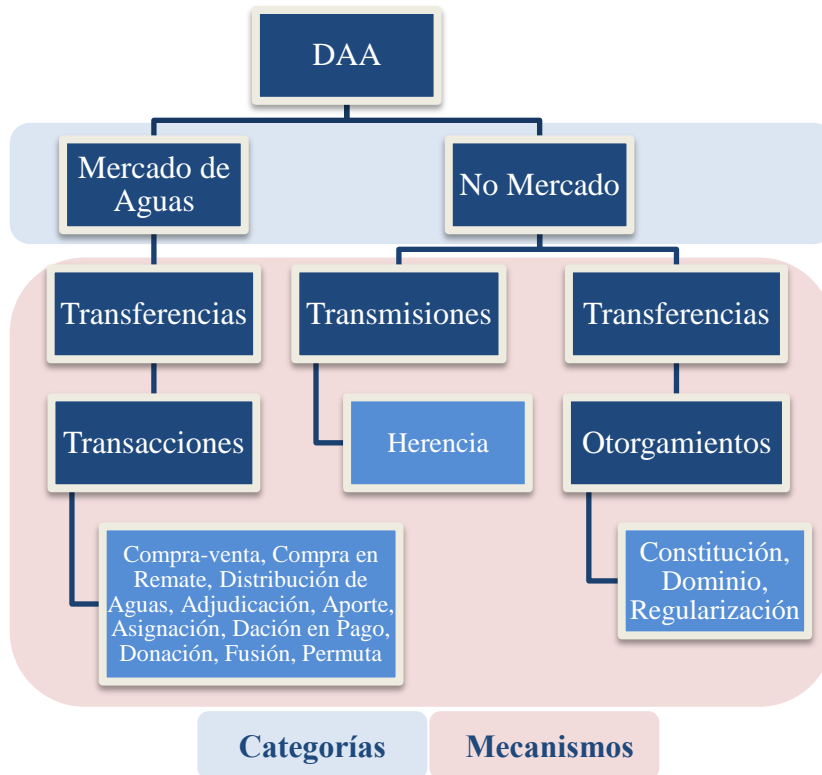 DAA
Mercado de
Aguas
No Mercado
Transferencias
Transmisiones
Transferencias
Transacciones
Herencia
Otorgamientos
Compra-venta, Compra en
Remate, Distribución de
Aguas, Adjudicación, Aporte,
Asignación, Dación en Pago,
Donación, Fusión, Permuta
Constitución,
Dominio,
Regularización
Categorías
Mecanismos